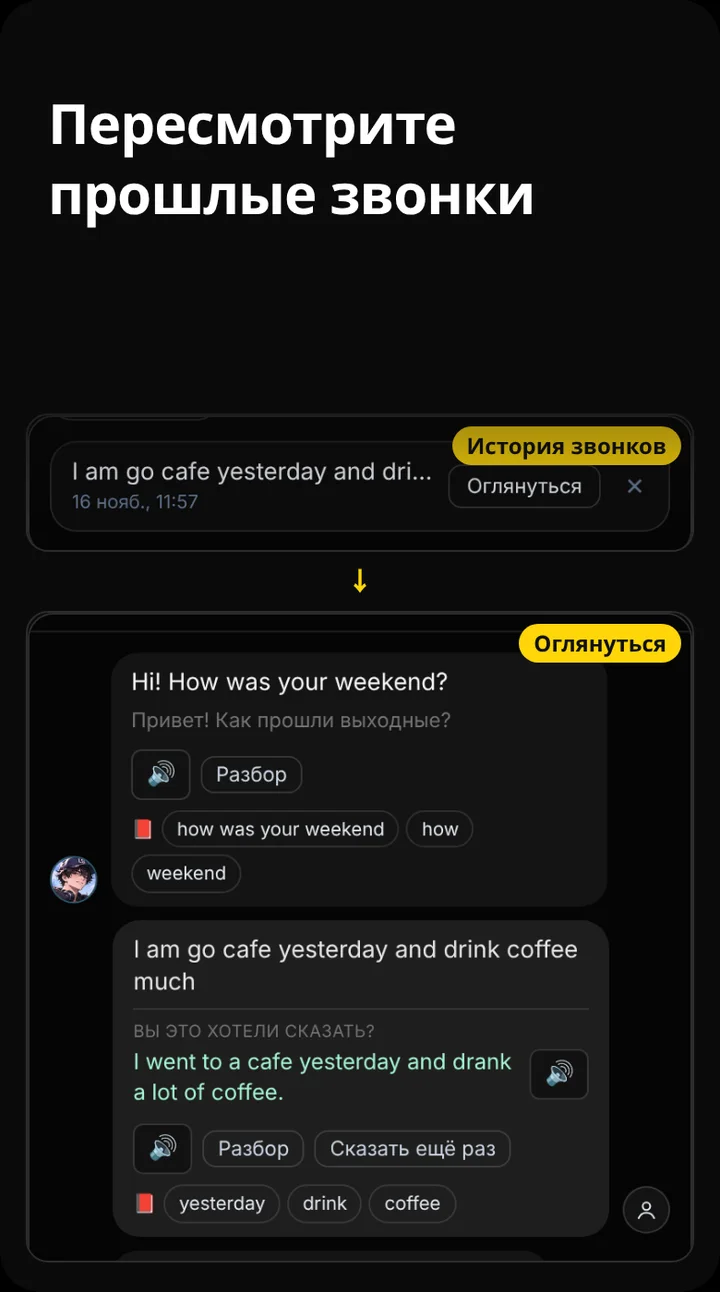 Пересмотрите
прошлые звонки
История звонков
I am go cafe yesterday and dri...
16 нояб., 11:57
Оглянуться
×
↓
Оглянуться
Hi! How was your weekend?
Привет! Как прошли выходные?
Разбор
how was your weekend
how
weekend
I am go cafe yesterday and drink coffee
much
ВЫ ЭТО ХОТЕЛИ СКАЗАТЬ?
I went to a cafe yesterday and drank
a lot of coffee.
Разбор
Сказать ещё раз
yesterday
drink
coffee